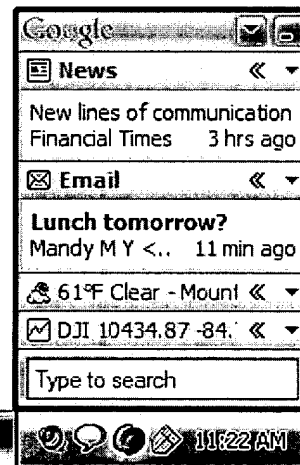 Google
News
New lines of communication
Financial Times 3 hrs ago
Email
Lunch tomorrow?
Mandy M Y <.. 11 min ago
61°F Clear - Mount
DJI 10434.87 -84.
Type to search
11:22 AM